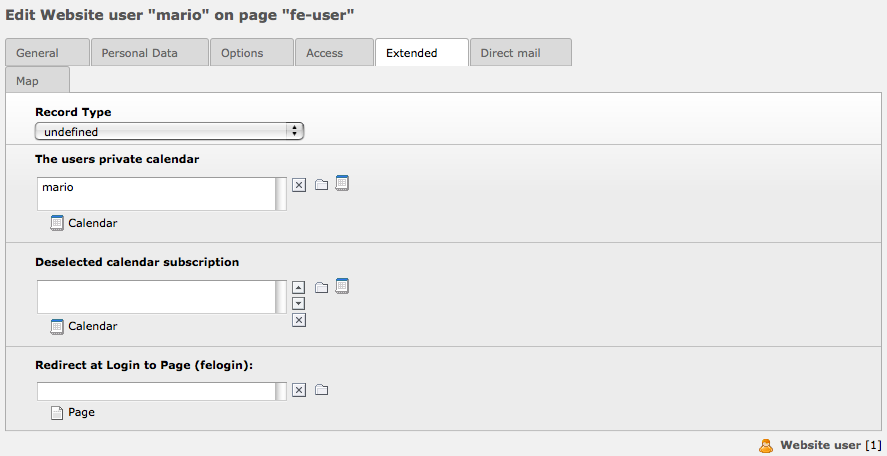 Edit Website user "mario" on page "fe-user"
General Personal Data Options Access Extended Direct mail
Map
Record Type
undefined
The users private calendar
mario
Calendar
Deselected calendar subscription
Calendar
Redirect at Login to Page (felogin):
Page
Website user [1]